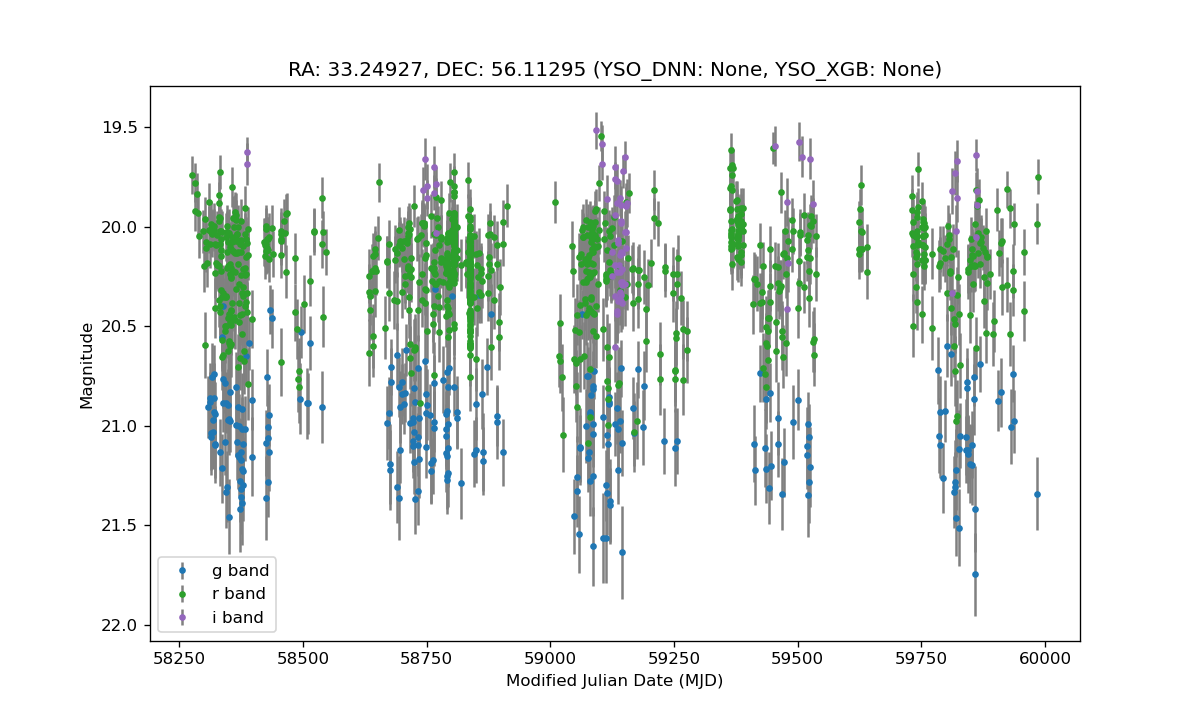 RA: 33.24927, DEC: 56.11295 (YSO_DNN: None, YSO_XGB: None)
19.5
20.0
20.5
21.0
21.5
22.0
Magnitude
g band
r band
i band
58250 58500 58750 59000 59250 59500 59750 60000
Modified Julian Date (MJD)